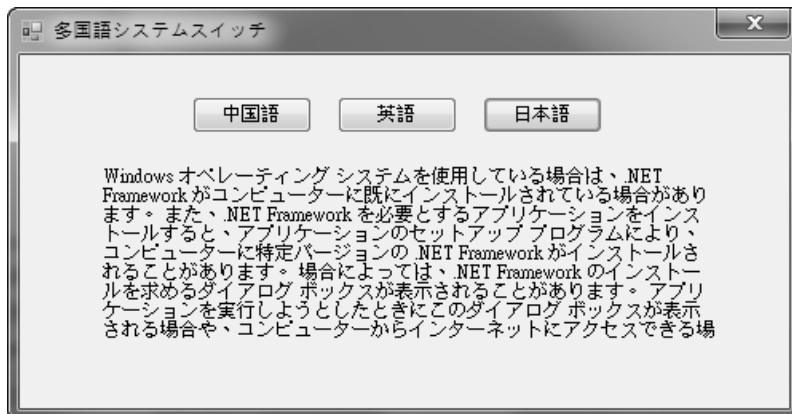 多国語システムスイッチ
中国語 英語 日本語
Windows オペレーティング システムを使用している場合は、.NET
Framework がコンピューターに既にインストールされている場合があり
ます。また、.NET Framework を必要とするアプリケーションをインス
トールすると、アプリケーションのセットアップ プログラムにより、
コンピューターに特定バージョンの .NET Framework がインストールさ
れることがあります。場合によっては、.NET Framework のインストー
ルを求めるダイアログ ボックスが表示されることがあります。アプリ
ケーションを実行しようとしたときにこのダイアログ ボックスが表示
される場合や、コンピューターからインターネットにアクセスできる場